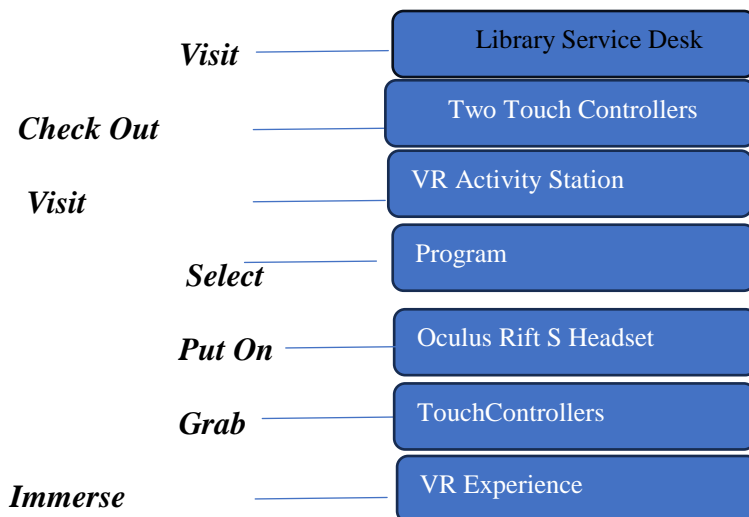 Visit
Library Service Desk
Check Out
Two Touch Controllers
Visit
VR Activity Station
Select
Program
Put On
Oculus Rift S Headset
Grab
TouchControllers
Immerse
VR Experience